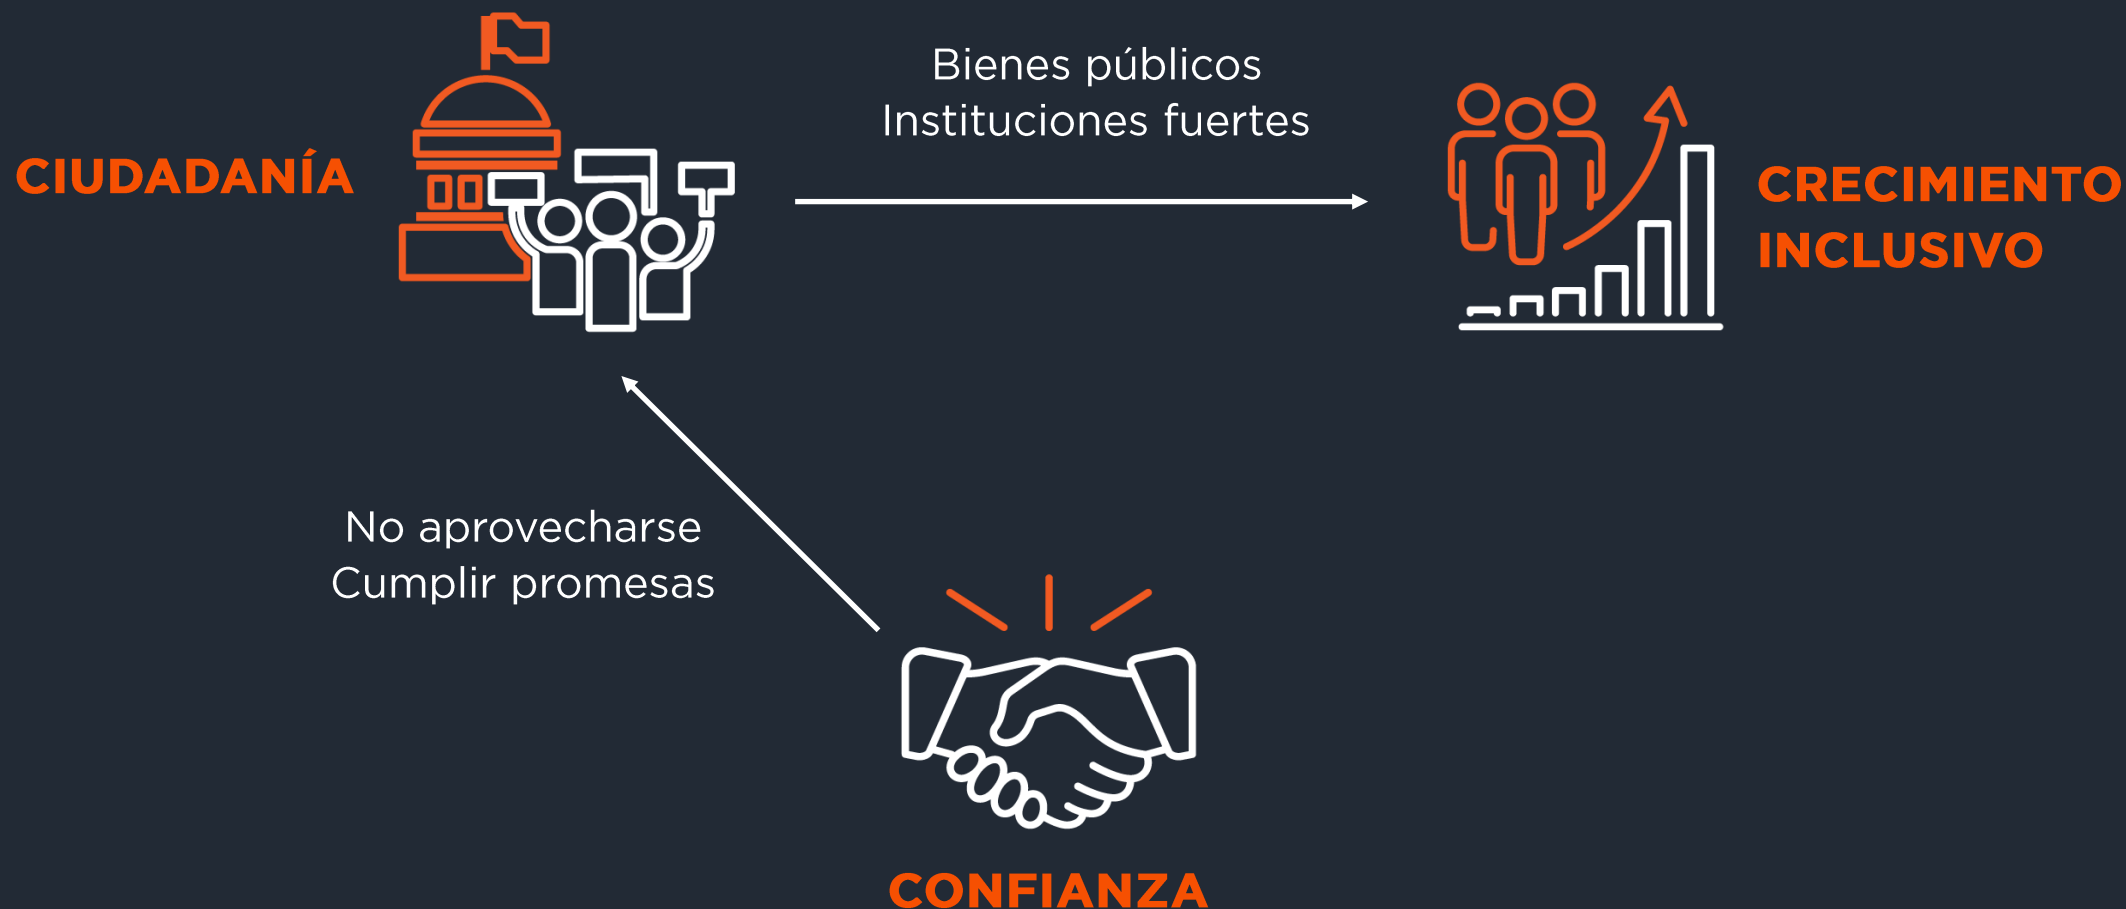 Bienes públicos
Instituciones fuertes
CIUDADANÍA
CRECIMIENTO
INCLUSIVO
No aprovecharse
Cumplir promesas
CONFIANZA